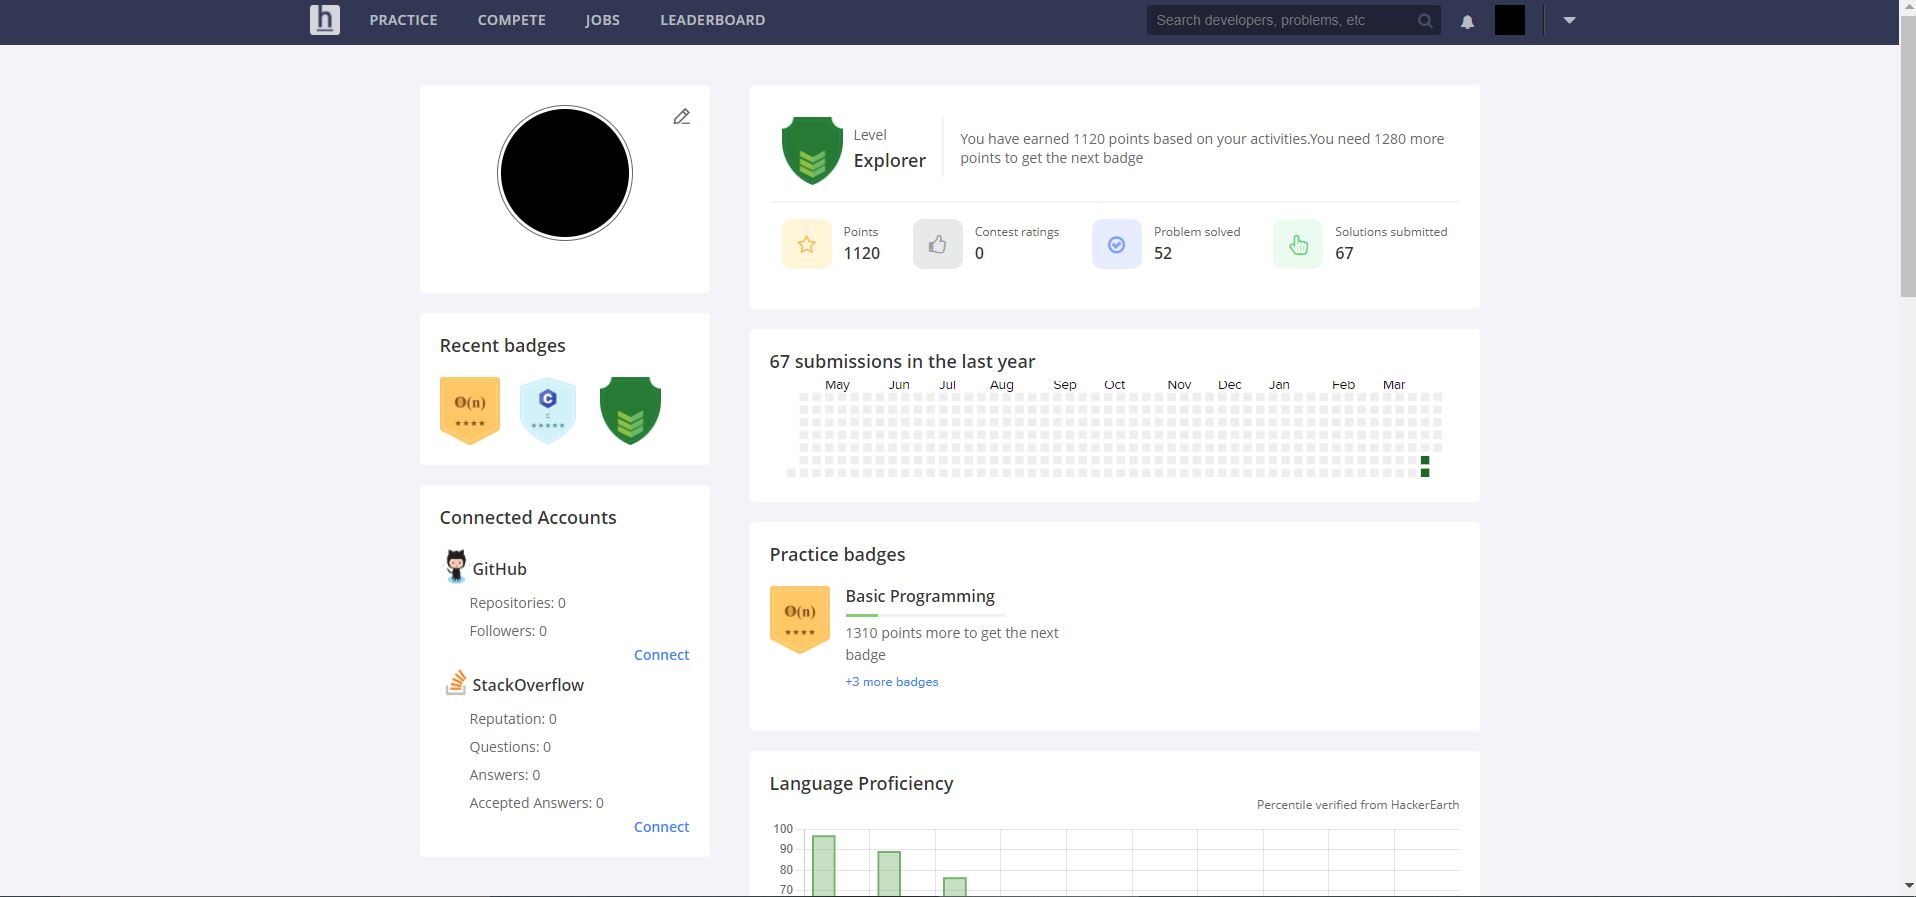 h PRACTICE COMPETE JOBS LEADERBOARD Search developers, problems, etc
Level
Explorer
You have earned 1120 points based on your activities.You need 1280 more
points to get the next badge
Points
1120
Contest ratings
0
Problem solved
52
Solutions submitted
67
Recent badges
O(n)
C
C
67 submissions in the last year
May Jun Jul Aug Sep Oct Nov Dec Jan Feb Mar
Connected Accounts
GitHub
Repositories: 0
Followers: 0
Connect
StackOverflow
Reputation: 0
Questions: 0
Answers: 0
Accepted Answers: 0
Connect
Practice badges
O(n)
Basic Programming
1310 points more to get the next
badge
+3 more badges
Language Proficiency
Percentile verified from HackerEarth
100
90
80
70